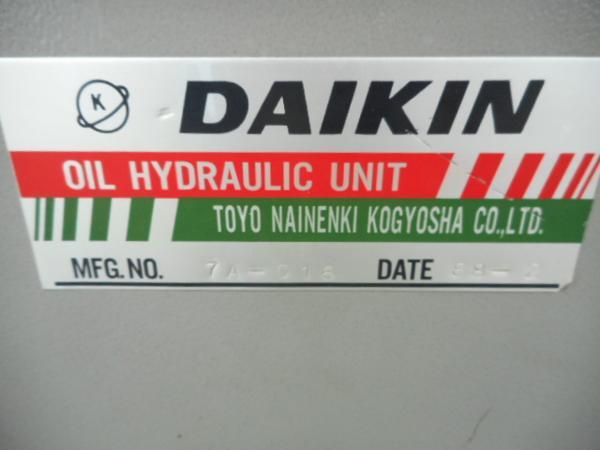 K DAIKIN
OIL HYDRAULIC UNIT
TOYO NAINENKI KOGYOSHA CO.,LTD.
MFG.NO. DATE